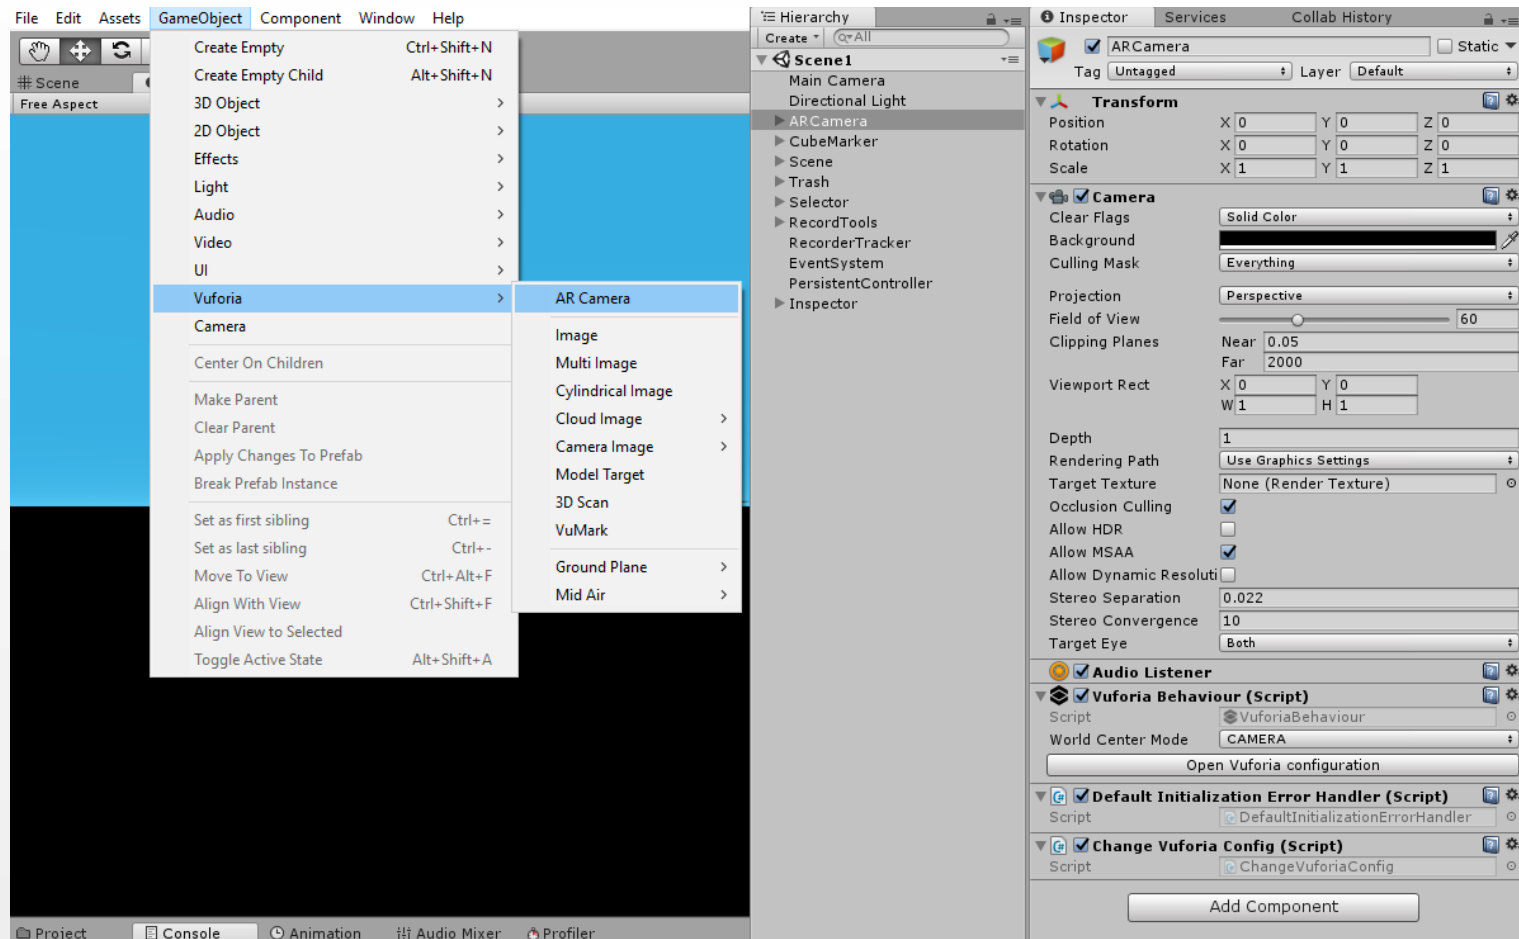 File Edit Assets GameObject Component Window Help
# Scene
Free Aspect
Create Empty Ctrl+Shift+N
Create Empty Child Alt+Shift+N
3D Object
2D Object
Effects
Light
Audio
Video
UI
Vuforia
Camera
Center On Children
Make Parent
Clear Parent
Apply Changes To Prefab
Break Prefab Instance
Set as first sibling Ctrl+=
Set as last sibling Ctrl+-
Move To View Ctrl+Alt+F
Align With View Ctrl+Shift+F
Align View to Selected
Toggle Active State Alt+Shift+A
AR Camera
Image
Multi Image
Cylindrical Image
Cloud Image
Camera Image
Model Target
3D Scan
VuMark
Ground Plane
Mid Air
Project Console Animation Audio Mixer Profiler
Hierarchy
Create All
Scene1
Main Camera
Directional Light
ARCamera
CubeMarker
Scene
Trash
Selector
RecordTools
RecorderTracker
EventSystem
PersistentController
Inspector
Inspector Services Collab History
ARCamera Static
Tag Untagged Layer Default
Transform
Position X 0 Y 0 Z 0
Rotation X 0 Y 0 Z 0
Scale X 1 Y 1 Z 1
Camera
Clear Flags Solid Color
Background
Culling Mask Everything
Projection Perspective
Field of View 60
Clipping Planes Near 0.05
Far 2000
Viewport Rect X 0 Y 0
W 1 H 1
Depth 1
Rendering Path Use Graphics Settings
Target Texture None (Render Texture)
Occlusion Culling
Allow HDR
Allow MSAA
Allow Dynamic Resoluti
Stereo Separation 0.022
Stereo Convergence 10
Target Eye Both
Audio Listener
Vuforia Behaviour (Script)
Script VuforiaBehaviour
World Center Mode CAMERA
Open Vuforia configuration
Default Initialization Error Handler (Script)
Script DefaultInitializationErrorHandler
Change Vuforia Config (Script)
Script ChangeVuforiaConfig
Add Component